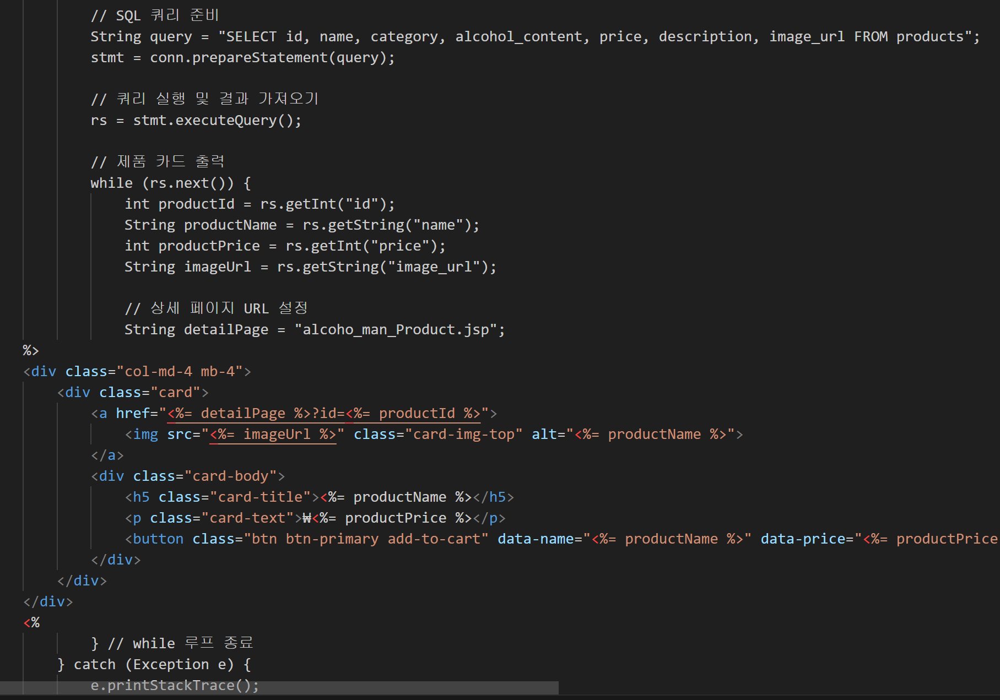 // SQL 쿼리 준비
String query = "SELECT id, name, category, alcohol_content, price, description, image_url FROM products";
stmt = conn.prepareStatement(query);
// 쿼리 실행 및 결과 가져오기
rs = stmt.executeQuery();
// 제품 카드 출력
while (rs.next()) {
int productId = rs.getInt("id");
String productName = rs.getString("name");
int productPrice = rs.getInt("price");
String imageUrl = rs.getString("image_url");
// 상세 페이지 URL 설정
String detailPage = "alcoho_man_Product.jsp";
%>
<div class="col-md-4 mb-4">
<div class="card">
<a href="<%= detailPage %>?id=<%= productId %>">
<img src="<%= imageUrl %>" class="card-img-top" alt="<%= productName %>">
</a>
<div class="card-body">
<h5 class="card-title"><%= productName %></h5>
<p class="card-text">₩<%= productPrice %></p>
<button class="btn btn-primary add-to-cart" data-name="<%= productName %>" data-price="<%= productPrice
</div>
</div>
</div>
<%
} // while 루프 종료
} catch (Exception e) {
e.printStackTrace();